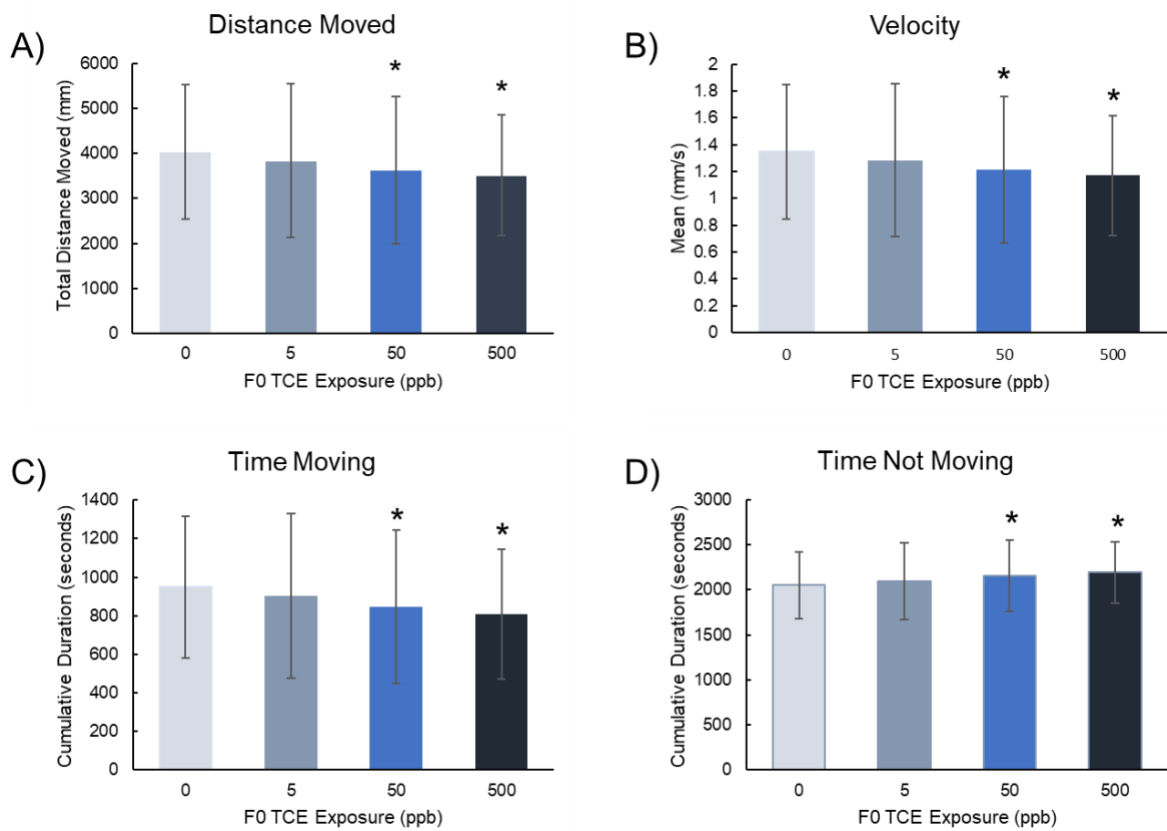 A)
Distance Moved
Total Distance Moved (mm)
6000
5000
4000
3000
2000
1000
0
*
*
0 5 50 500
F0 TCE Exposure (ppb)
B)
Velocity
Mean (mm/s)
2
1.8
1.6
1.4
1.2
1
0.8
0.6
0.4
0.2
0
*
*
0 5 50 500
F0 TCE Exposure (ppb)
C)
Time Moving
Cumulative Duration (seconds)
1400
1200
1000
800
600
400
200
0
*
*
0 5 50 500
F0 TCE Exposure (ppb)
D)
Time Not Moving
Cumulative Duration (seconds)
3000
2500
2000
1500
1000
500
0
*
*
0 5 50 500
F0 TCE Exposure (ppb)